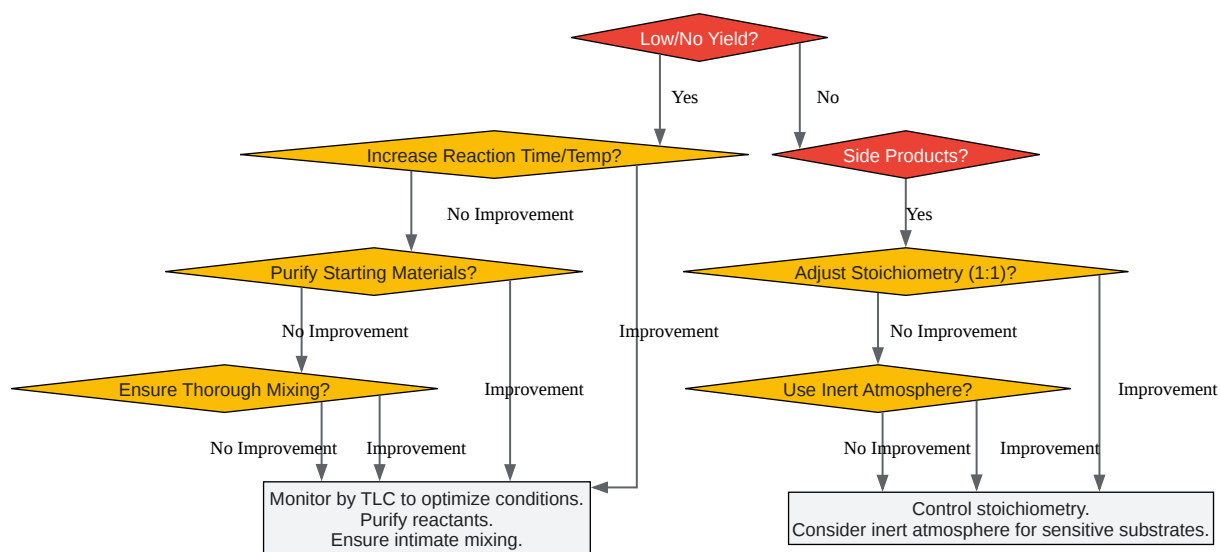 Low/No Yield?
Yes
No
Increase Reaction Time/Temp?
Side Products?
No Improvement
Yes
Purify Starting Materials?
Adjust Stoichiometry (1:1)?
No Improvement
Improvement
No Improvement
Ensure Thorough Mixing?
Improvement
Use Inert Atmosphere?
Improvement
No Improvement
Improvement
No Improvement
Improvement
Monitor by TLC to optimize conditions.
Purify reactants.
Ensure intimate mixing.
Control stoichiometry.
Consider inert atmosphere for sensitive substrates.